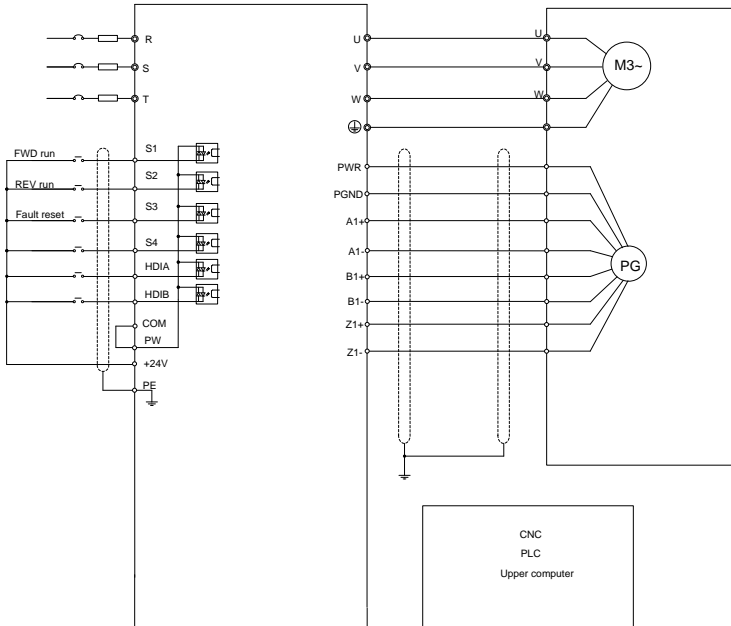 R
S
T
FWD run
S1
REV run
S2
Fault reset
S3
S4
HDIA
HDIB
COM
PW
+24V
PE
U
V
W
PWR
PGND
A1+
A1-
B1+
B1-
Z1+
Z1-
U
V
W
M3~
PG
CNC
PLC
Upper computer